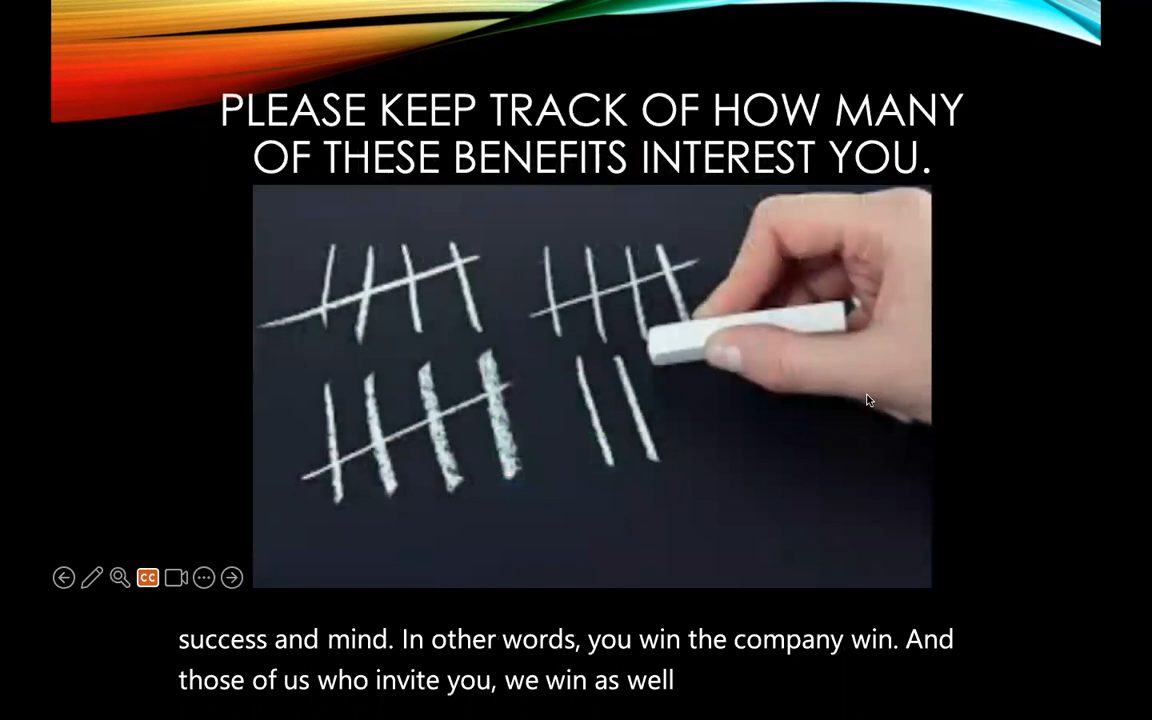 PLEASE KEEP TRACK OF HOW MANY
OF THESE BENEFITS INTEREST YOU.
CC
success and mind. In other words, you win the company win. And
those of us who invite you, we win as well